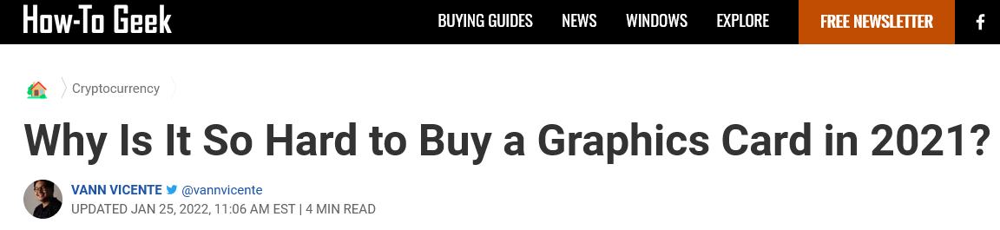 How-To Geek
BUYING GUIDES NEWS WINDOWS EXPLORE FREE NEWSLETTER f
Cryptocurrency
Why Is It So Hard to Buy a Graphics Card in 2021?
VANN VICENTE @vannvicente
UPDATED JAN 25, 2022, 11:06 AM EST | 4 MIN READ